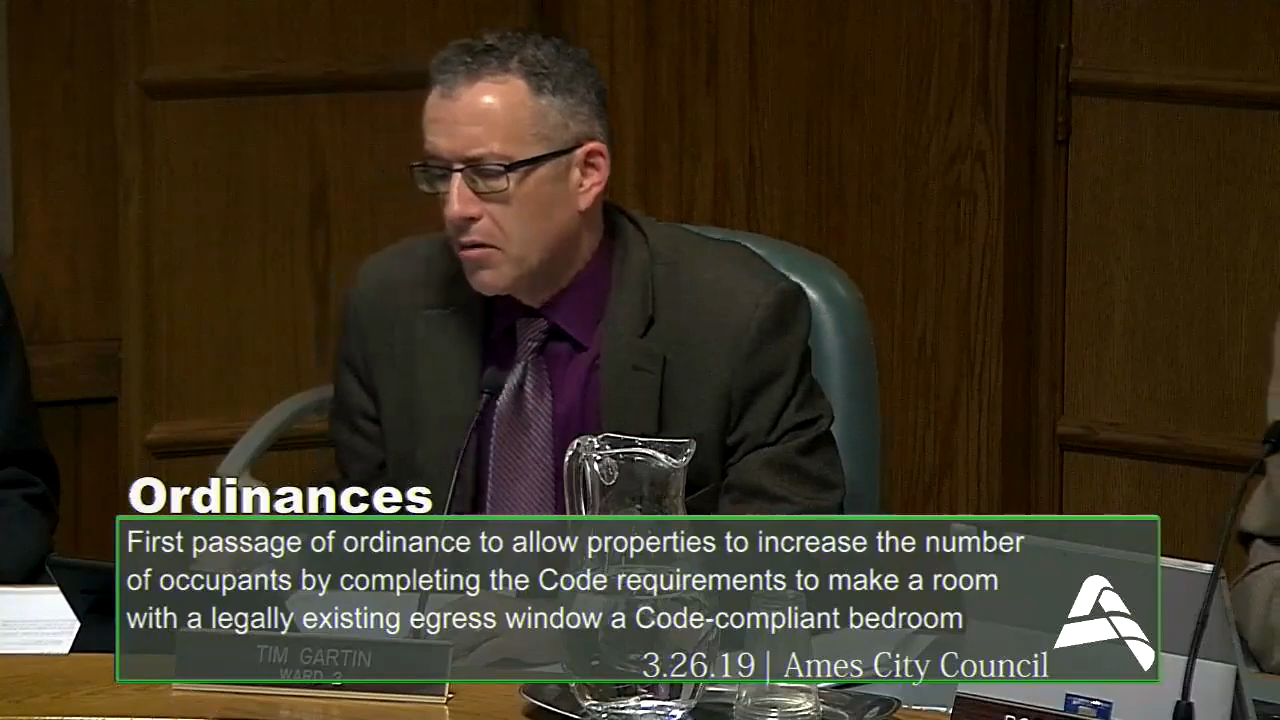 Ordinances
First passage of ordinance to allow properties to increase the number
of occupants by completing the Code requirements to make a room
with a legally existing egress window a Code-compliant bedroom
TIM GARTIN
WARD 2
3.26.19 | Ames City Council